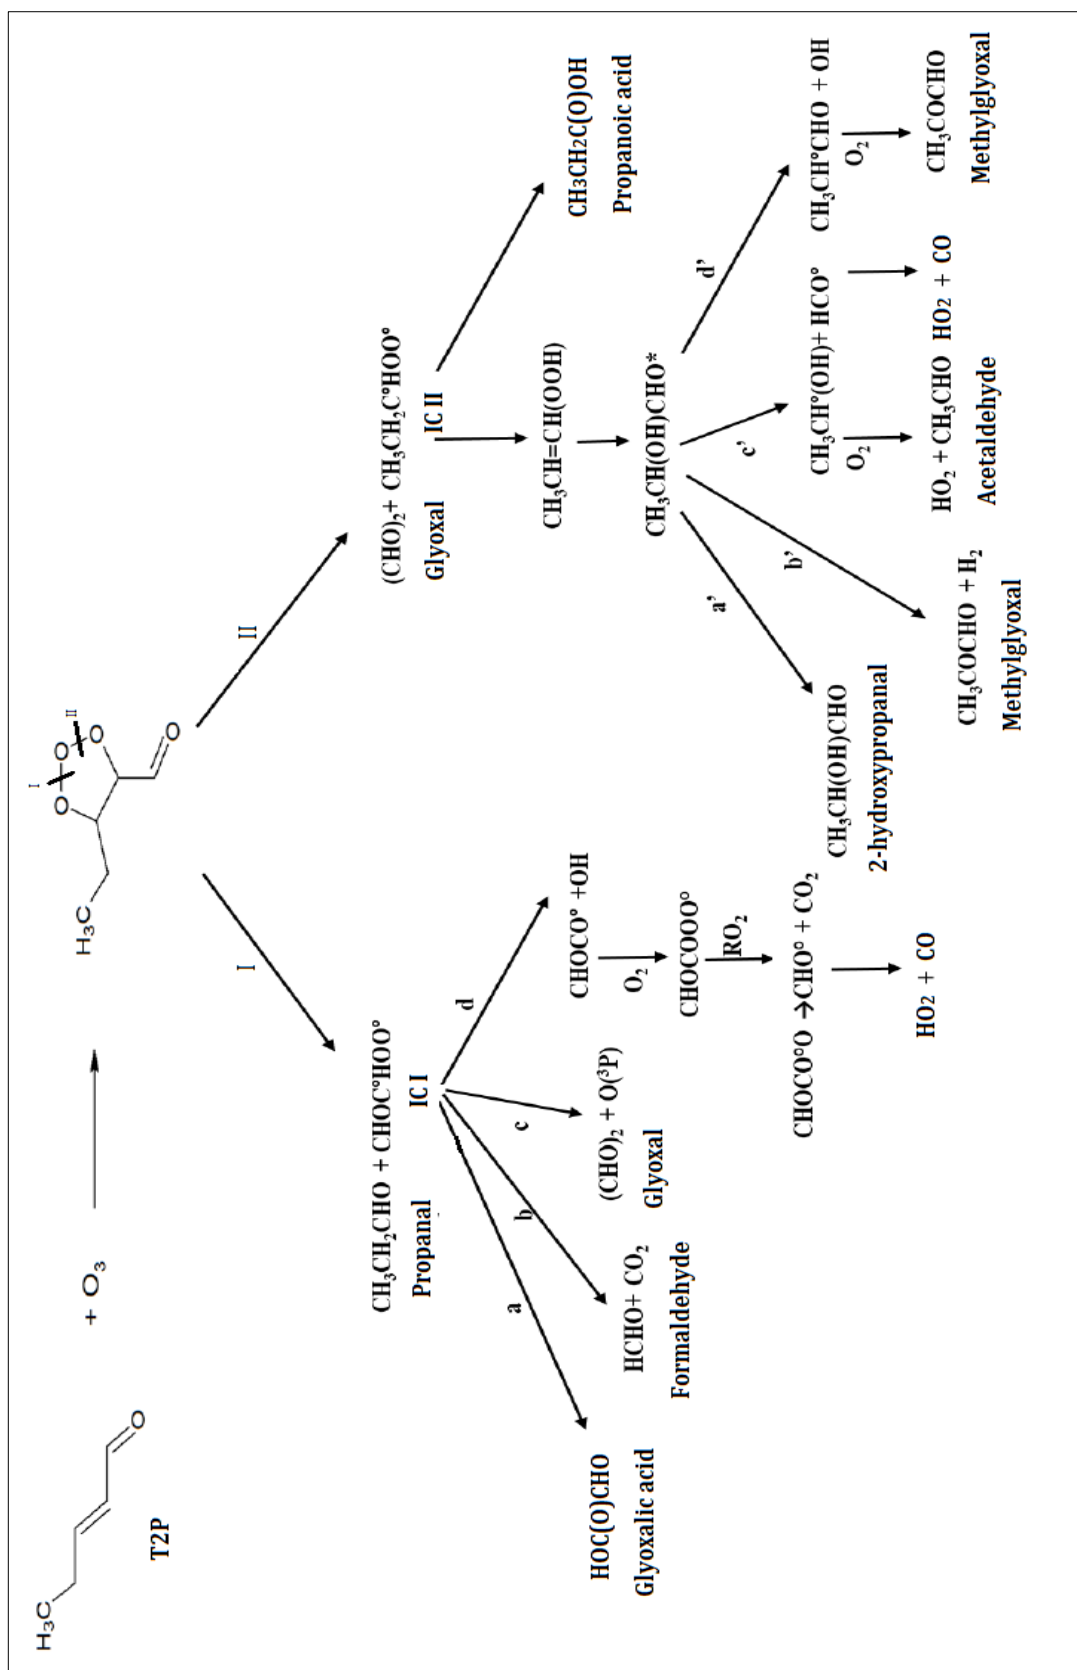 H₃C
O
T2P
+ O₃
H₃C
O
O
O
O
I
II
I
II
CH₃CH₂CHO + CHOC°HOO°
Propanal
IC I
(CHO)₂+ CH₃CH₂C°HOO°
Glyoxal
IC II
a
b
c
d
HOC(O)CHO
Glyoxalic acid
HCHO+ CO₂
Formaldehyde
(CHO)₂ + O(³P)
Glyoxal
CHOCO° +OH
O₂
CHOCOOO°
RO₂
CHOCO°O →CHO° + CO₂
HO2 + CO
CH3CH2C(O)OH
Propanoic acid
CH₃CH=CH(OOH)
CH₃CH(OH)CHO*
a’
b’
c’
d’
CH₃CH(OH)CHO
2-hydroxypropanal
CH₃COCHO + H₂
Methylglyoxal
CH₃CH°(OH)+ HCO°
O₂
HO₂ + CH₃CHO HO2 + CO
Acetaldehyde
CH₃CH°CHO + OH
O₂
CH₃COCHO
Methylglyoxal